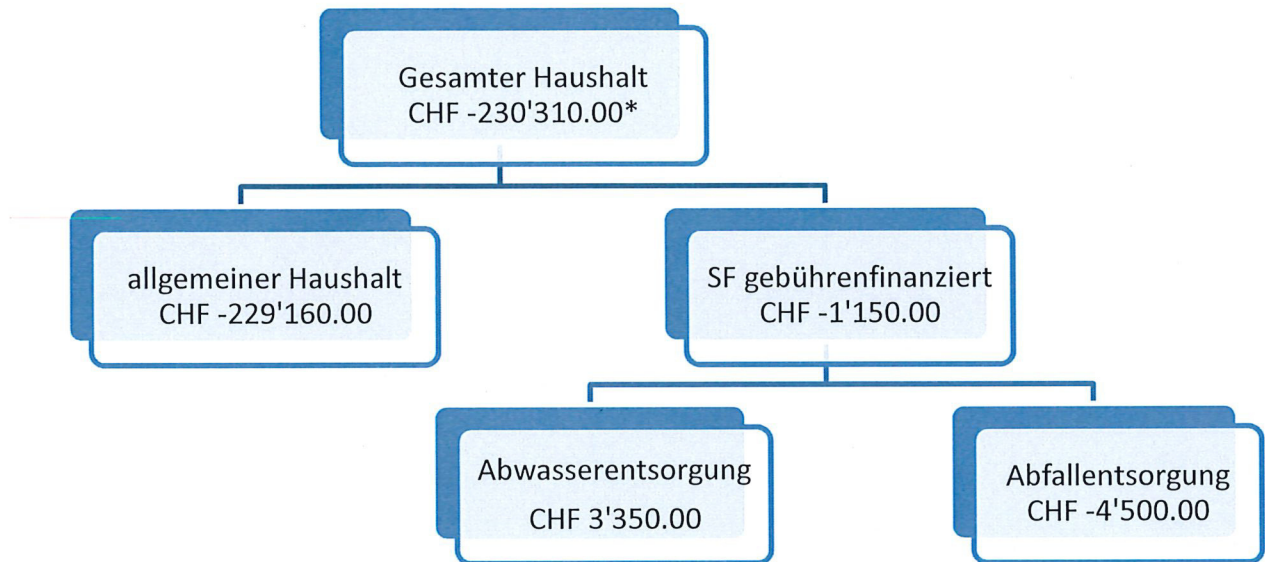 Gesamter Haushalt
CHF -230'310.00*
allgemeiner Haushalt
CHF -229'160.00
SF gebührenfinanziert
CHF -1'150.00
Abwasserentsorgung
CHF 3'350.00
Abfallentsorgung
CHF -4'500.00